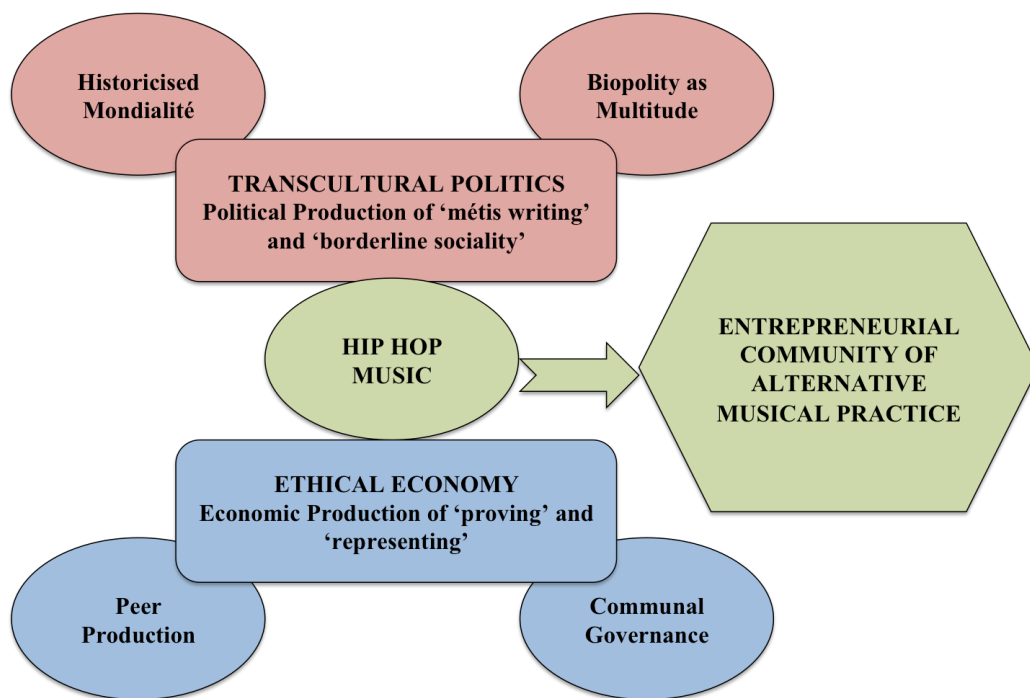 Historicised
Mondialité
Biopolity as
Multitude
TRANSCULTURAL POLITICS
Political Production of ‘métis writing’
and ‘borderline sociality’
HIP HOP
MUSIC
ENTREPRENEURIAL
COMMUNITY OF
ALTERNATIVE
MUSICAL PRACTICE
ETHICAL ECONOMY
Economic Production of ‘proving’ and
‘representing’
Peer
Production
Communal
Governance